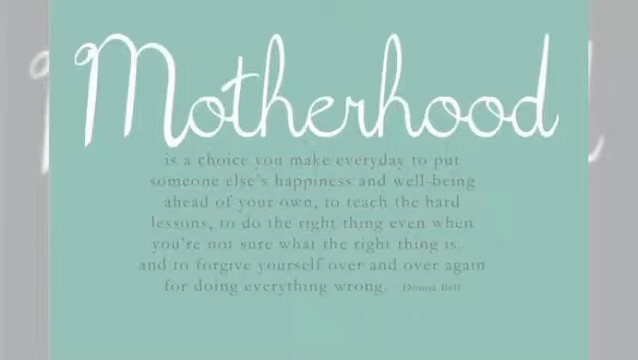 Motherhood
is a choice you make everyday to put
someone else's happiness and well-being
ahead of your own, to teach the hard
lessons, to do the right thing even when
you're not sure what the right thing is
and to forgive yourself over and over again
for doing everything wrong. Donna Ball